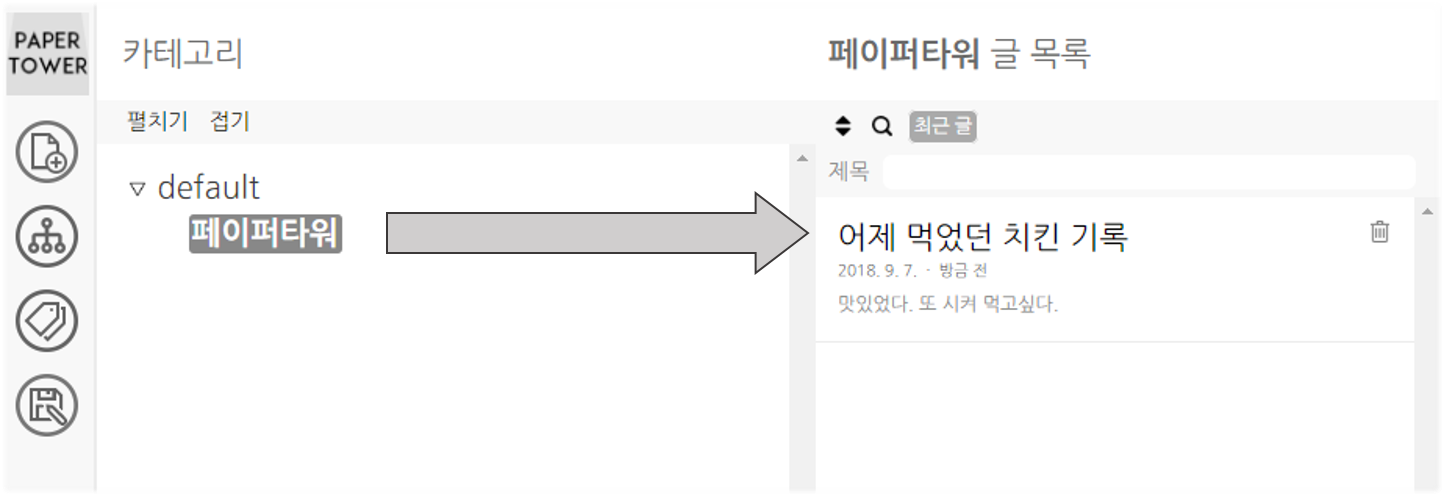 PAPER
TOWER
카테고리
펼치기 접기
default
페이퍼타워
페이퍼타워 글 목록
최근 글
제목
어제 먹었던 치킨 기록
2018. 9. 7. · 방금 전
맛있었다. 또 시켜 먹고싶다.